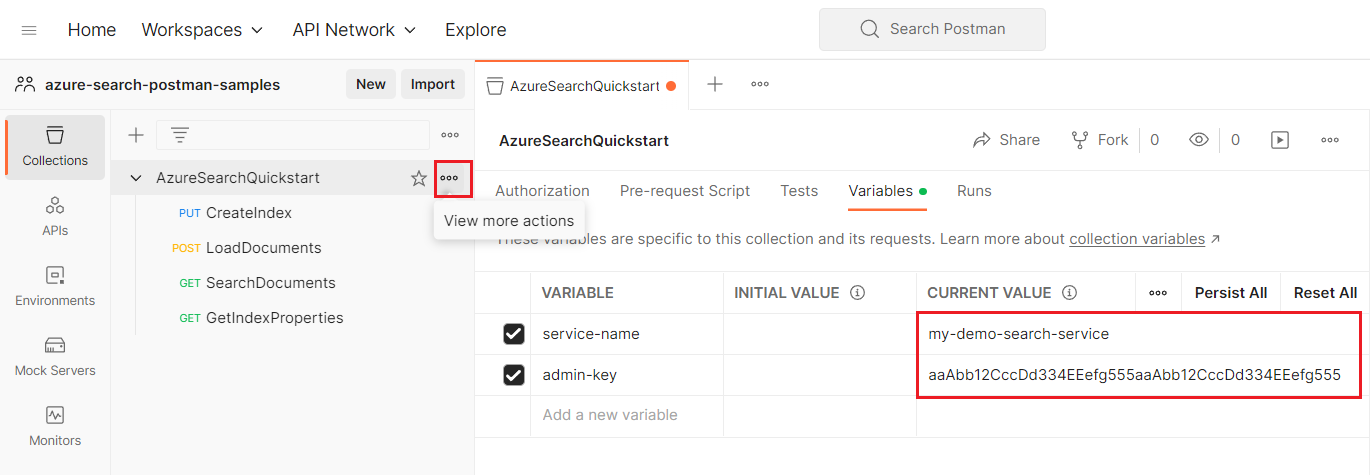 Home Workspaces API Network Explore Search Postman
azure-search-postman-samples New Import
AzureSearchQuickstart
Collections
APIs
Environments
Mock Servers
Monitors
AzureSearchQuickstart
PUT CreateIndex
POST LoadDocuments
GET SearchDocuments
GET GetIndexProperties
View more actions
AzureSearchQuickstart Share Fork 0 0
Authorization Pre-request Script Tests Variables Runs
These variables are specific to this collection and its requests. Learn more about collection variables ↗
VARIABLE INITIAL VALUE CURRENT VALUE Persist All Reset All
service-name my-demo-search-service
admin-key aaAbb12CccDd334EEefg555aaAbb12CccDd334EEefg555
Add a new variable